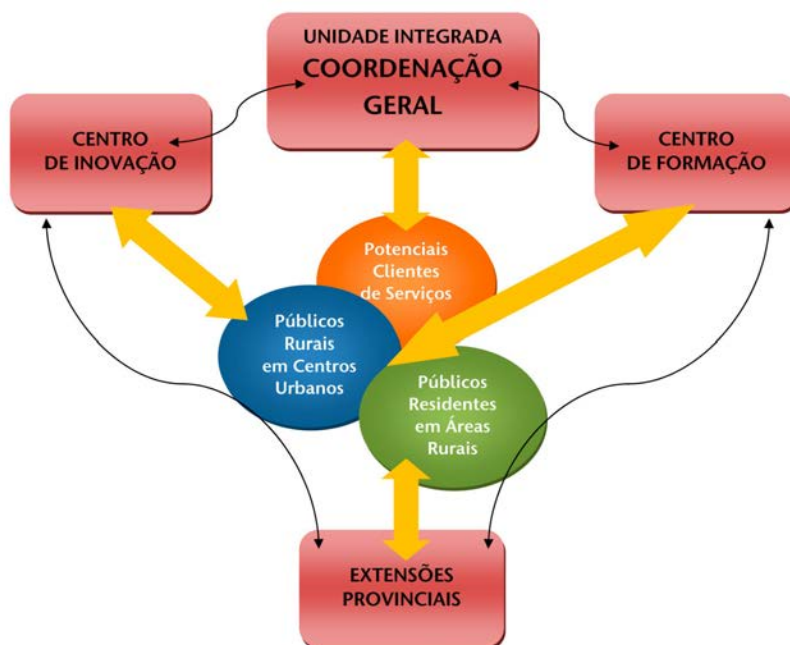 UNIDADE INTEGRADA
COORDENAÇÃO
GERAL
CENTRO
DE INOVAÇÃO
CENTRO
DE FORMAÇÃO
Potenciais
Clientes
de Serviços
Públicos
Rurais
em Centros
Urbanos
Públicos
Residentes
em Áreas
Rurais
EXTENSÕES
PROVINCIAIS